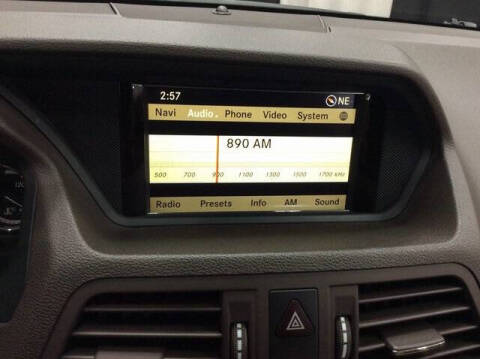 2:57 NE
Navi Audio Phone Video System
890 AM
500 700 900 1100 1300 1500 1700 kHz
Radio Presets Info AM Sound